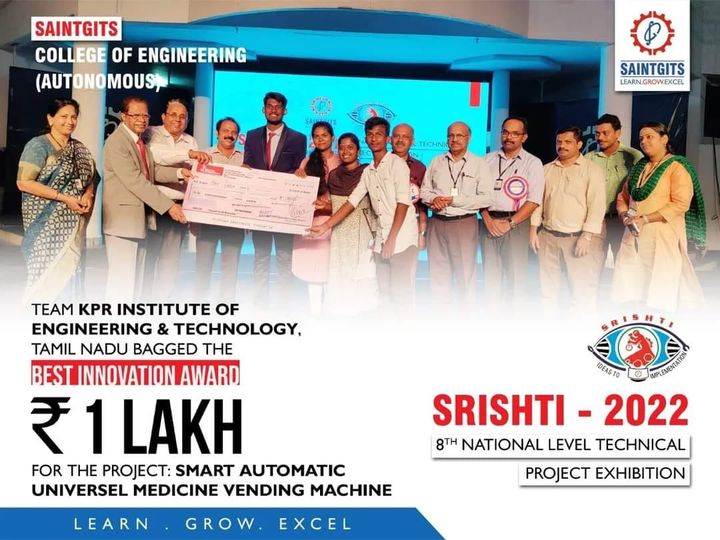 SAINTGITS
COLLEGE OF ENGINEERING
(AUTONOMOUS)
SAINTGITS
LEARN.GROW.EXCEL
SAINTGITS
TEAM KPR INSTITUTE OF
ENGINEERING & TECHNOLOGY,
TAMIL NADU BAGGED THE
BEST INNOVATION AWARD
₹ 1 LAKH
FOR THE PROJECT: SMART AUTOMATIC
UNIVERSEL MEDICINE VENDING MACHINE
SRISHTI
IDEAS TO IMPLEMENTATION
SRISHTI - 2022
8TH NATIONAL LEVEL TECHNICAL
PROJECT EXHIBITION
LEARN . GROW. EXCEL